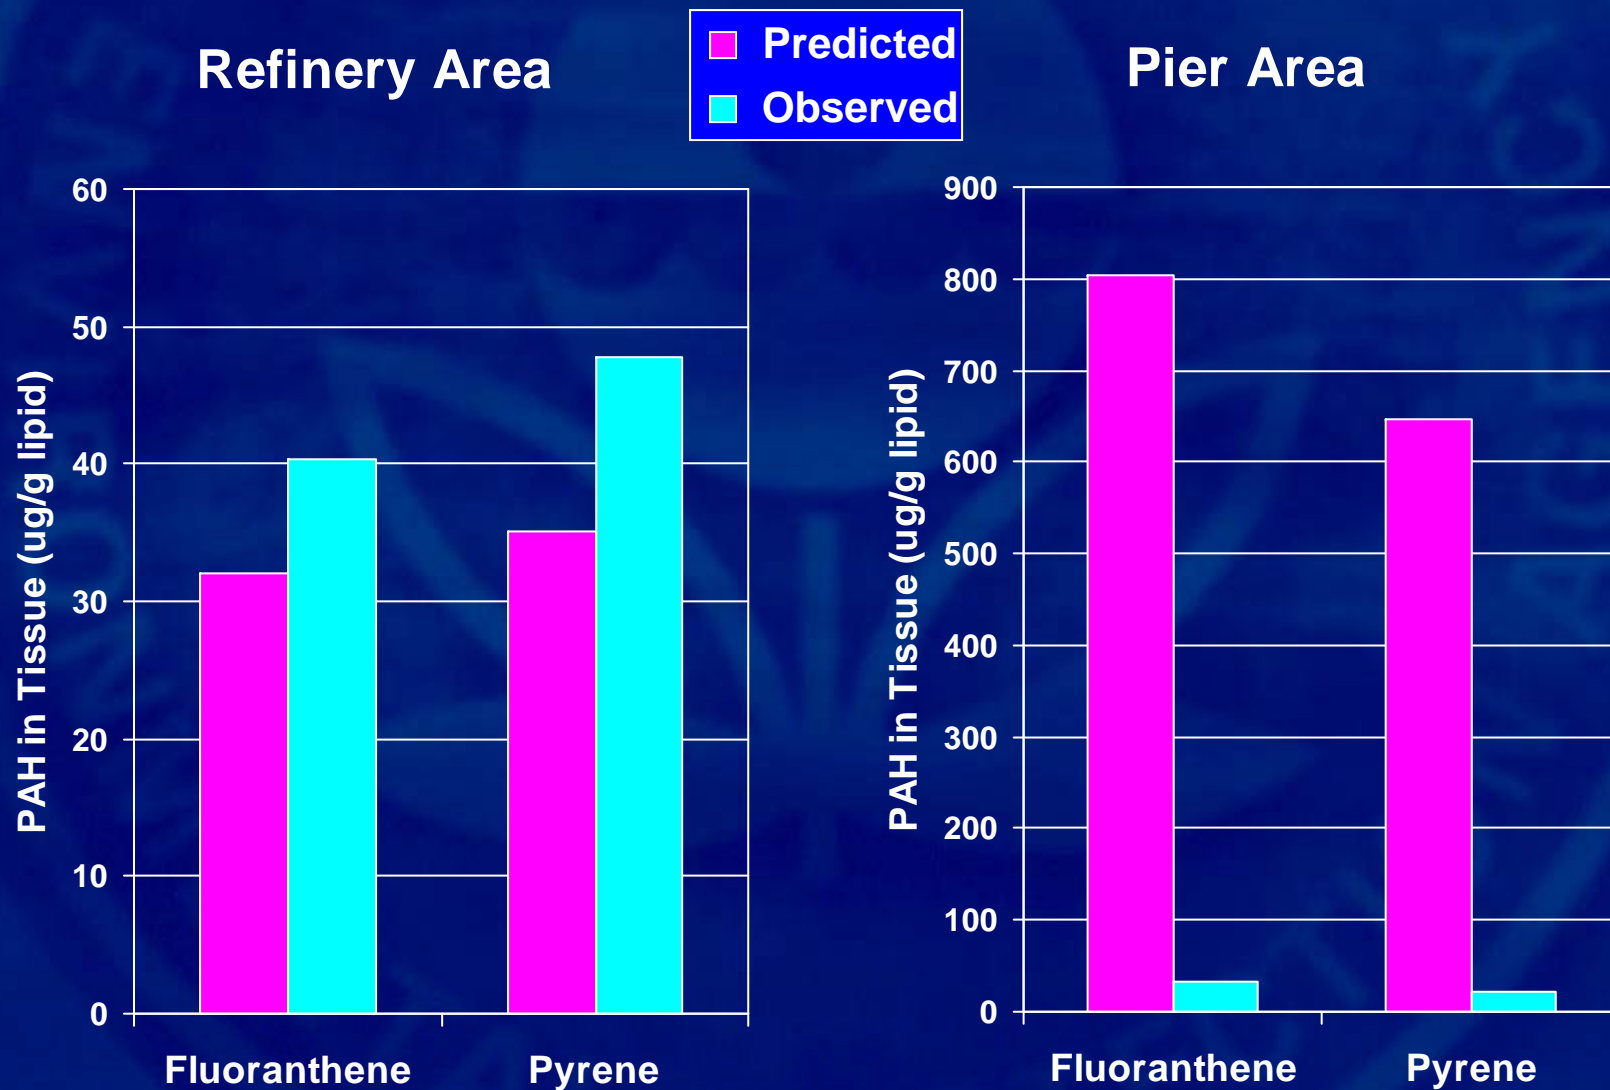 Refinery Area
Predicted
Observed
Pier Area
PAH in Tissue (ug/g lipid)
60
50
40
30
20
10
0
Fluoranthene
Pyrene
PAH in Tissue (ug/g lipid)
900
800
700
600
500
400
300
200
100
0
Fluoranthene
Pyrene